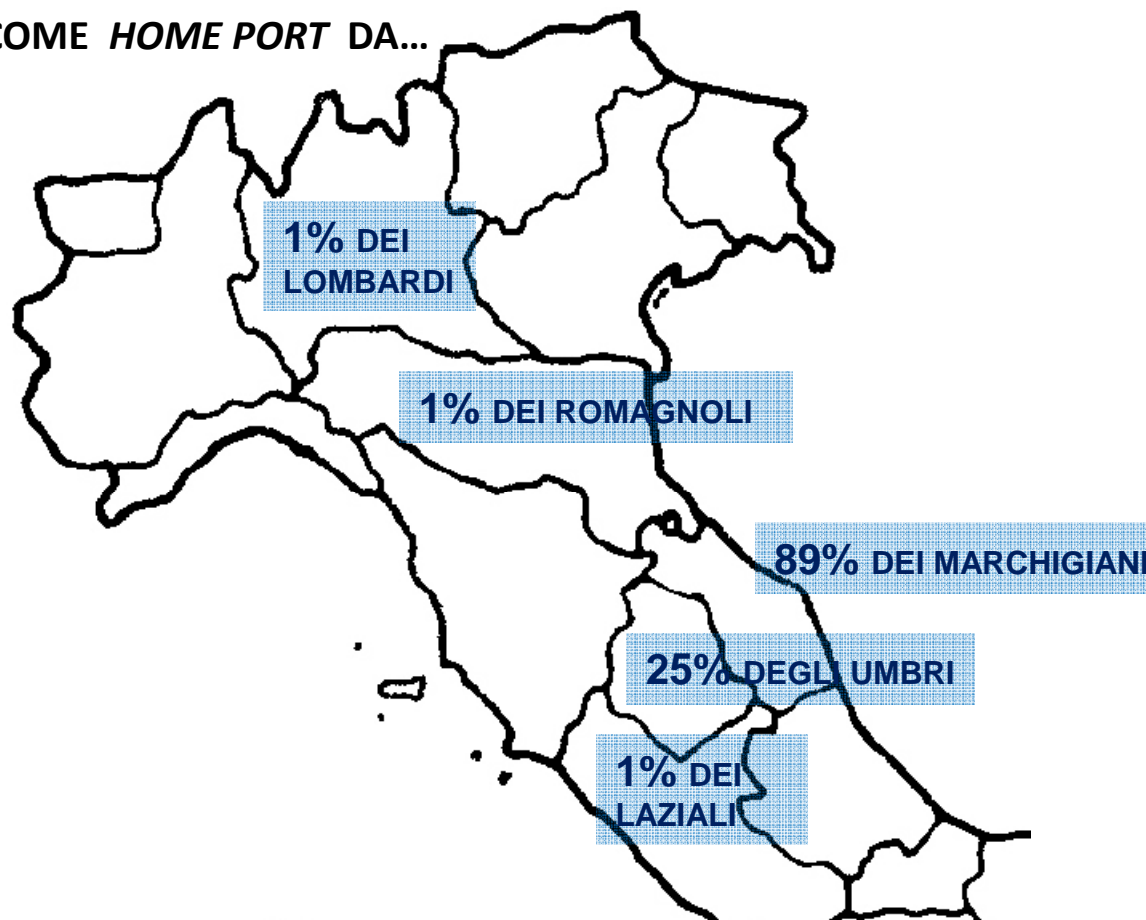 COME HOME PORT DA...
1% DEI
LOMBARDI
1% DEI ROMAGNOLI
89% DEI MARCHIGIANI
25% DEGLI UMBRI
1% DEI
LAZIALI